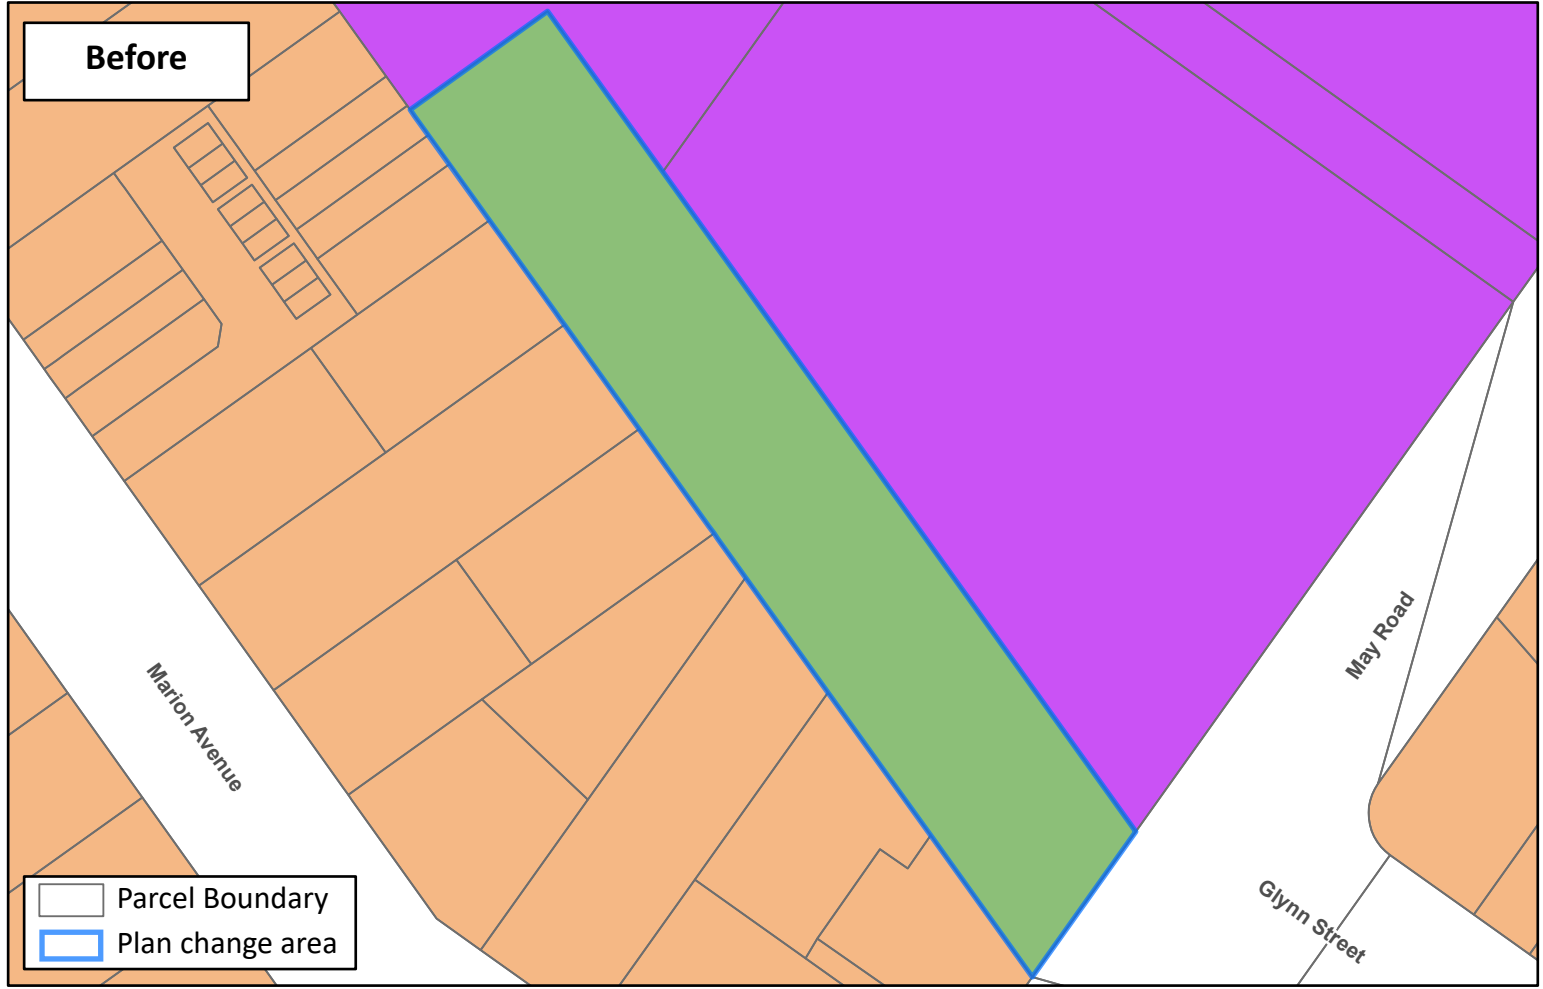 Before
May Road
Marion Avenue
Glynn Street
Parcel Boundary
Plan change area